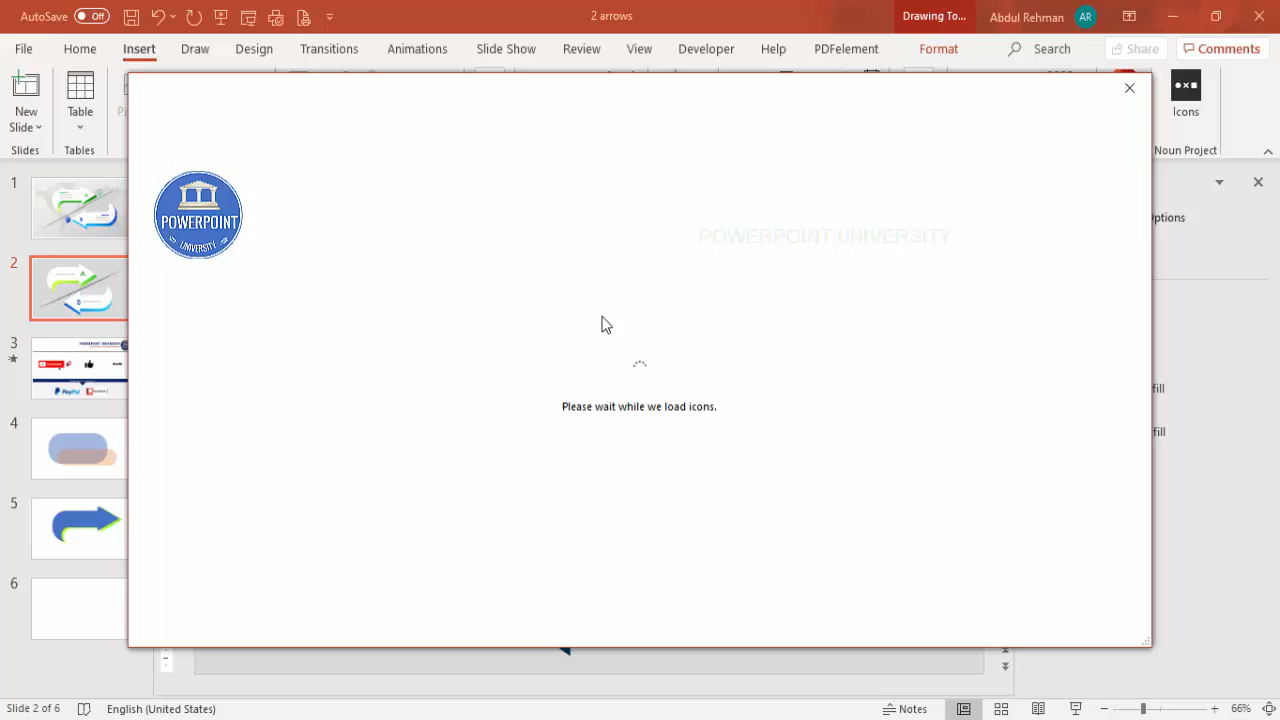 AutoSave Off 2 arrows Drawing To... Abdul Rehman AR
File Home Insert Draw Design Transitions Animations Slide Show Review View Developer Help PDFelement Format Search Share Comments
New Slide Table Icons
Slides Tables Noun Project
1
2
3
4
5
6
POWERPOINT
UNIVERSITY
POWERPOINT UNIVERSITY
Please wait while we load icons.
ptions
fill
fill
PayPal
Slide 2 of 6 English (United States) Notes 66%